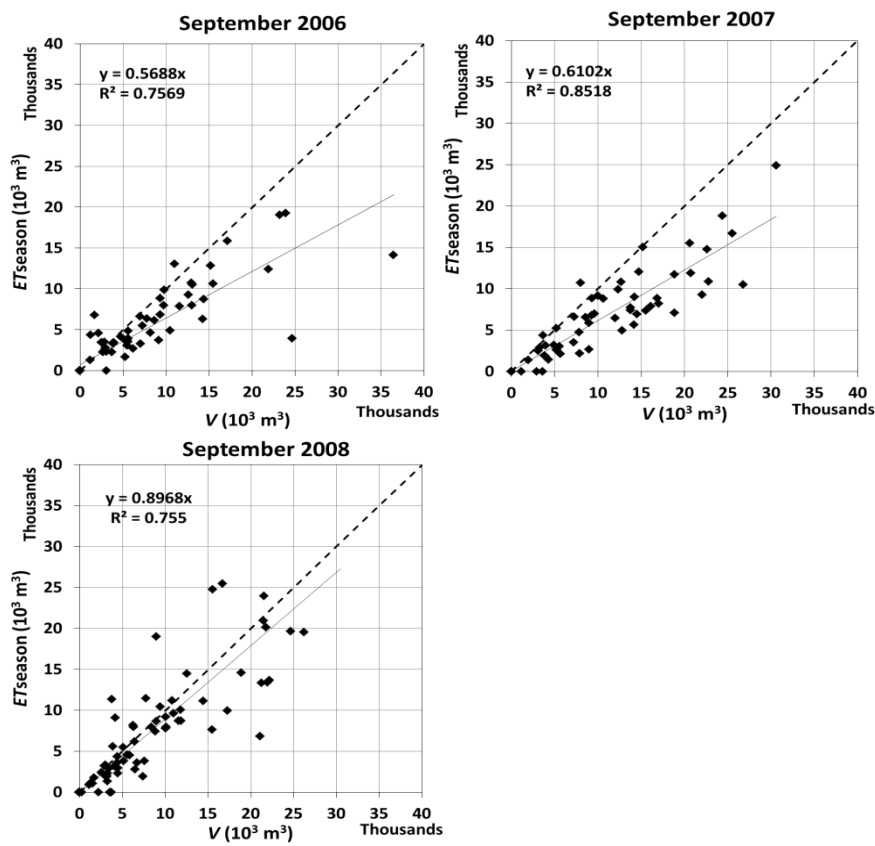 September 2006
40
35
30
25
20
15
10
5
0
Thousands
ETseason (10³ m³)
y = 0.5688x
R² = 0.7569
0 5 10 15 20 25 30 35 40
V (10³ m³)
Thousands
September 2007
40
35
30
25
20
15
10
5
0
Thousands
ETseason (10³ m³)
y = 0.6102x
R² = 0.8518
0 5 10 15 20 25 30 35 40
V (10³ m³)
Thousands
September 2008
40
35
30
25
20
15
10
5
0
Thousands
ETseason (10³ m³)
y = 0.8968x
R² = 0.755
0 5 10 15 20 25 30 35 40
V (10³ m³)
Thousands